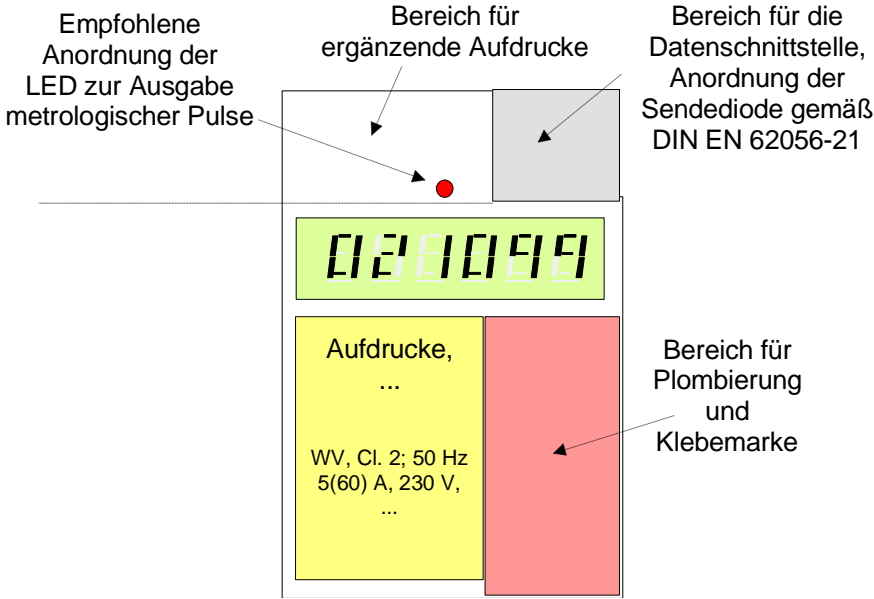 Empfohlene
Anordnung der
LED zur Ausgabe
metrologischer Pulse
Bereich für
ergänzende Aufdrucke
Bereich für die
Datenschnittstelle,
Anordnung der
Sendediode gemäß
DIN EN 62056-21
Aufdrucke,
...
WV, Cl. 2; 50 Hz
5(60) A, 230 V,
...
Bereich für
Plombierung
und
Klebemarke